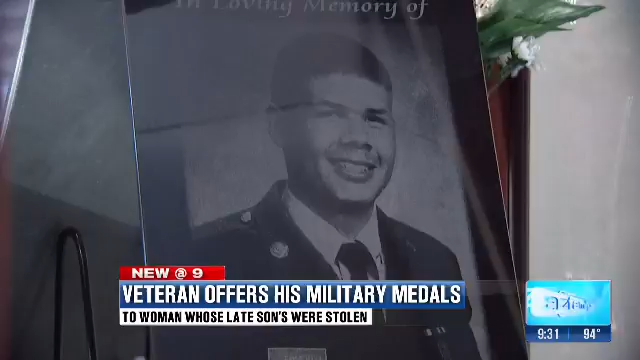 In Loving Memory of
NEW @ 9
VETERAN OFFERS HIS MILITARY MEDALS
TO WOMAN WHOSE LATE SON'S WERE STOLEN
9:31 94°